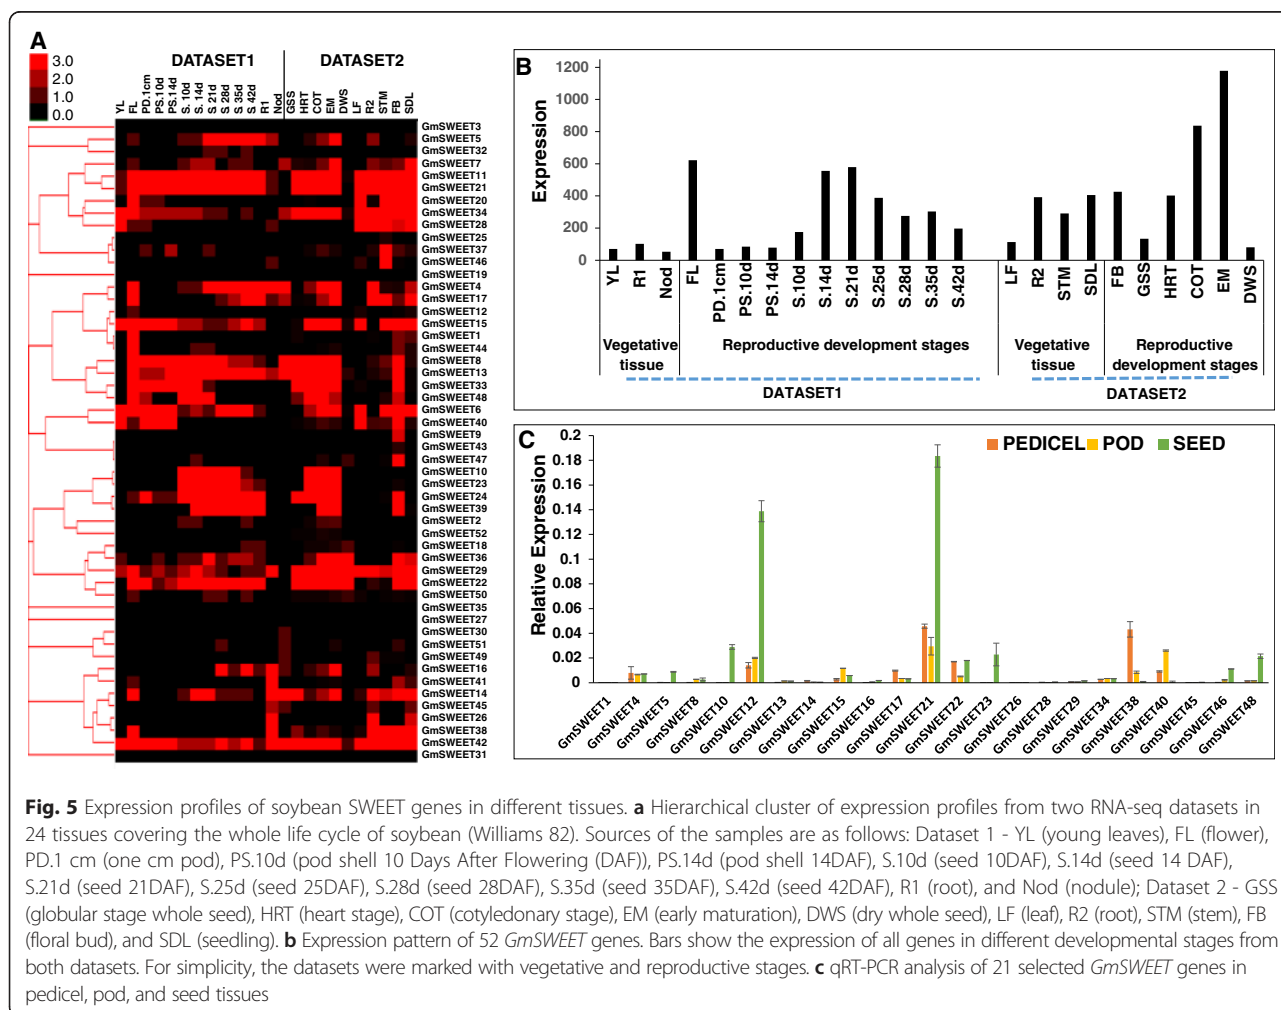 A
DATASET1
DATASET2
3.0
2.0
1.0
0.0
YL
FL
PD.1cm
PS.10d
PS.14d
S. 10d
S. 14d
S. 21d
S. 28d
S. 35d
S. 42d
R1
Nod
GSS
HRT
COT
EM
DWS
LF
R2
STM
FB
SDL
GmSWEET3
GmSWEET5
GmSWEET32
GmSWEET7
GmSWEET11
GmSWEET21
GmSWEET20
GmSWEET34
GmSWEET28
GmSWEET25
GmSWEET37
GmSWEET46
GmSWEET19
GmSWEET4
GmSWEET17
GmSWEET12
GmSWEET15
GmSWEET1
GmSWEET44
GmSWEET8
GmSWEET13
GmSWEET33
GmSWEET48
GmSWEET6
GmSWEET40
GmSWEET9
GmSWEET43
GmSWEET47
GmSWEET10
GmSWEET23
GmSWEET24
GmSWEET39
GmSWEET2
GmSWEET52
GmSWEET18
GmSWEET36
GmSWEET29
GmSWEET22
GmSWEET50
GmSWEET35
GmSWEET27
GmSWEET30
GmSWEET51
GmSWEET49
GmSWEET16
GmSWEET41
GmSWEET14
GmSWEET45
GmSWEET26
GmSWEET38
GmSWEET42
GmSWEET31
B
Expression
1200
1000
800
600
400
200
0
YL
R1
Nod
FL
PD.1cm
PS.10d
PS.14d
S.10d
S.14d
S.21d
S.25d
S.28d
S.35d
S.42d
LF
R2
STM
SDL
FB
GSS
HRT
COT
EM
DWS
Vegetative
tissue
Reproductive development stages
Vegetative
tissue
Reproductive
development stages
DATASET1
DATASET2
C
Relative Expression
0.2
0.18
0.16
0.14
0.12
0.1
0.08
0.06
0.04
0.02
0
PEDICEL
POD
SEED
GmSWEET1
GmSWEET4
GmSWEET5
GmSWEET8
GmSWEET10
GmSWEET12
GmSWEET13
GmSWEET14
GmSWEET15
GmSWEET16
GmSWEET17
GmSWEET21
GmSWEET22
GmSWEET23
GmSWEET26
GmSWEET28
GmSWEET29
GmSWEET34
GmSWEET38
GmSWEET40
GmSWEET45
GmSWEET46
GmSWEET48
Fig. 5 Expression profiles of soybean SWEET genes in different tissues. a Hierarchical cluster of expression profiles from two RNA-seq datasets in
24 tissues covering the whole life cycle of soybean (Williams 82). Sources of the samples are as follows: Dataset 1 - YL (young leaves), FL (flower),
PD.1 cm (one cm pod), PS.10d (pod shell 10 Days After Flowering (DAF)), PS.14d (pod shell 14DAF), S.10d (seed 10DAF), S.14d (seed 14 DAF),
S.21d (seed 21DAF), S.25d (seed 25DAF), S.28d (seed 28DAF), S.35d (seed 35DAF), S.42d (seed 42DAF), R1 (root), and Nod (nodule); Dataset 2 - GSS
(globular stage whole seed), HRT (heart stage), COT (cotyledonary stage), EM (early maturation), DWS (dry whole seed), LF (leaf), R2 (root), STM (stem), FB
(floral bud), and SDL (seedling). b Expression pattern of 52 GmSWEET genes. Bars show the expression of all genes in different developmental stages from
both datasets. For simplicity, the datasets were marked with vegetative and reproductive stages. c qRT-PCR analysis of 21 selected GmSWEET genes in
pedicel, pod, and seed tissues